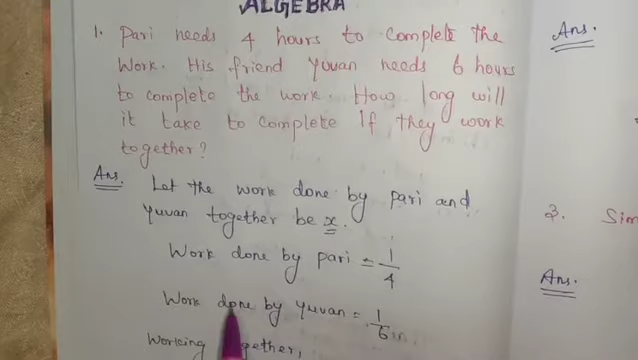 ALGEBRA
1. Pari needs 4 hours to complete the
work. His friend Yuvan needs 6 hours
to complete the work. How long will
it take to complete If they work
together?
Ans. Let the work done by pari and
yuvan together be x.
Work done by pari = 1/4
Work done by yuvan = 1/6
Working together,
Ans.
3. Sim
Ans.